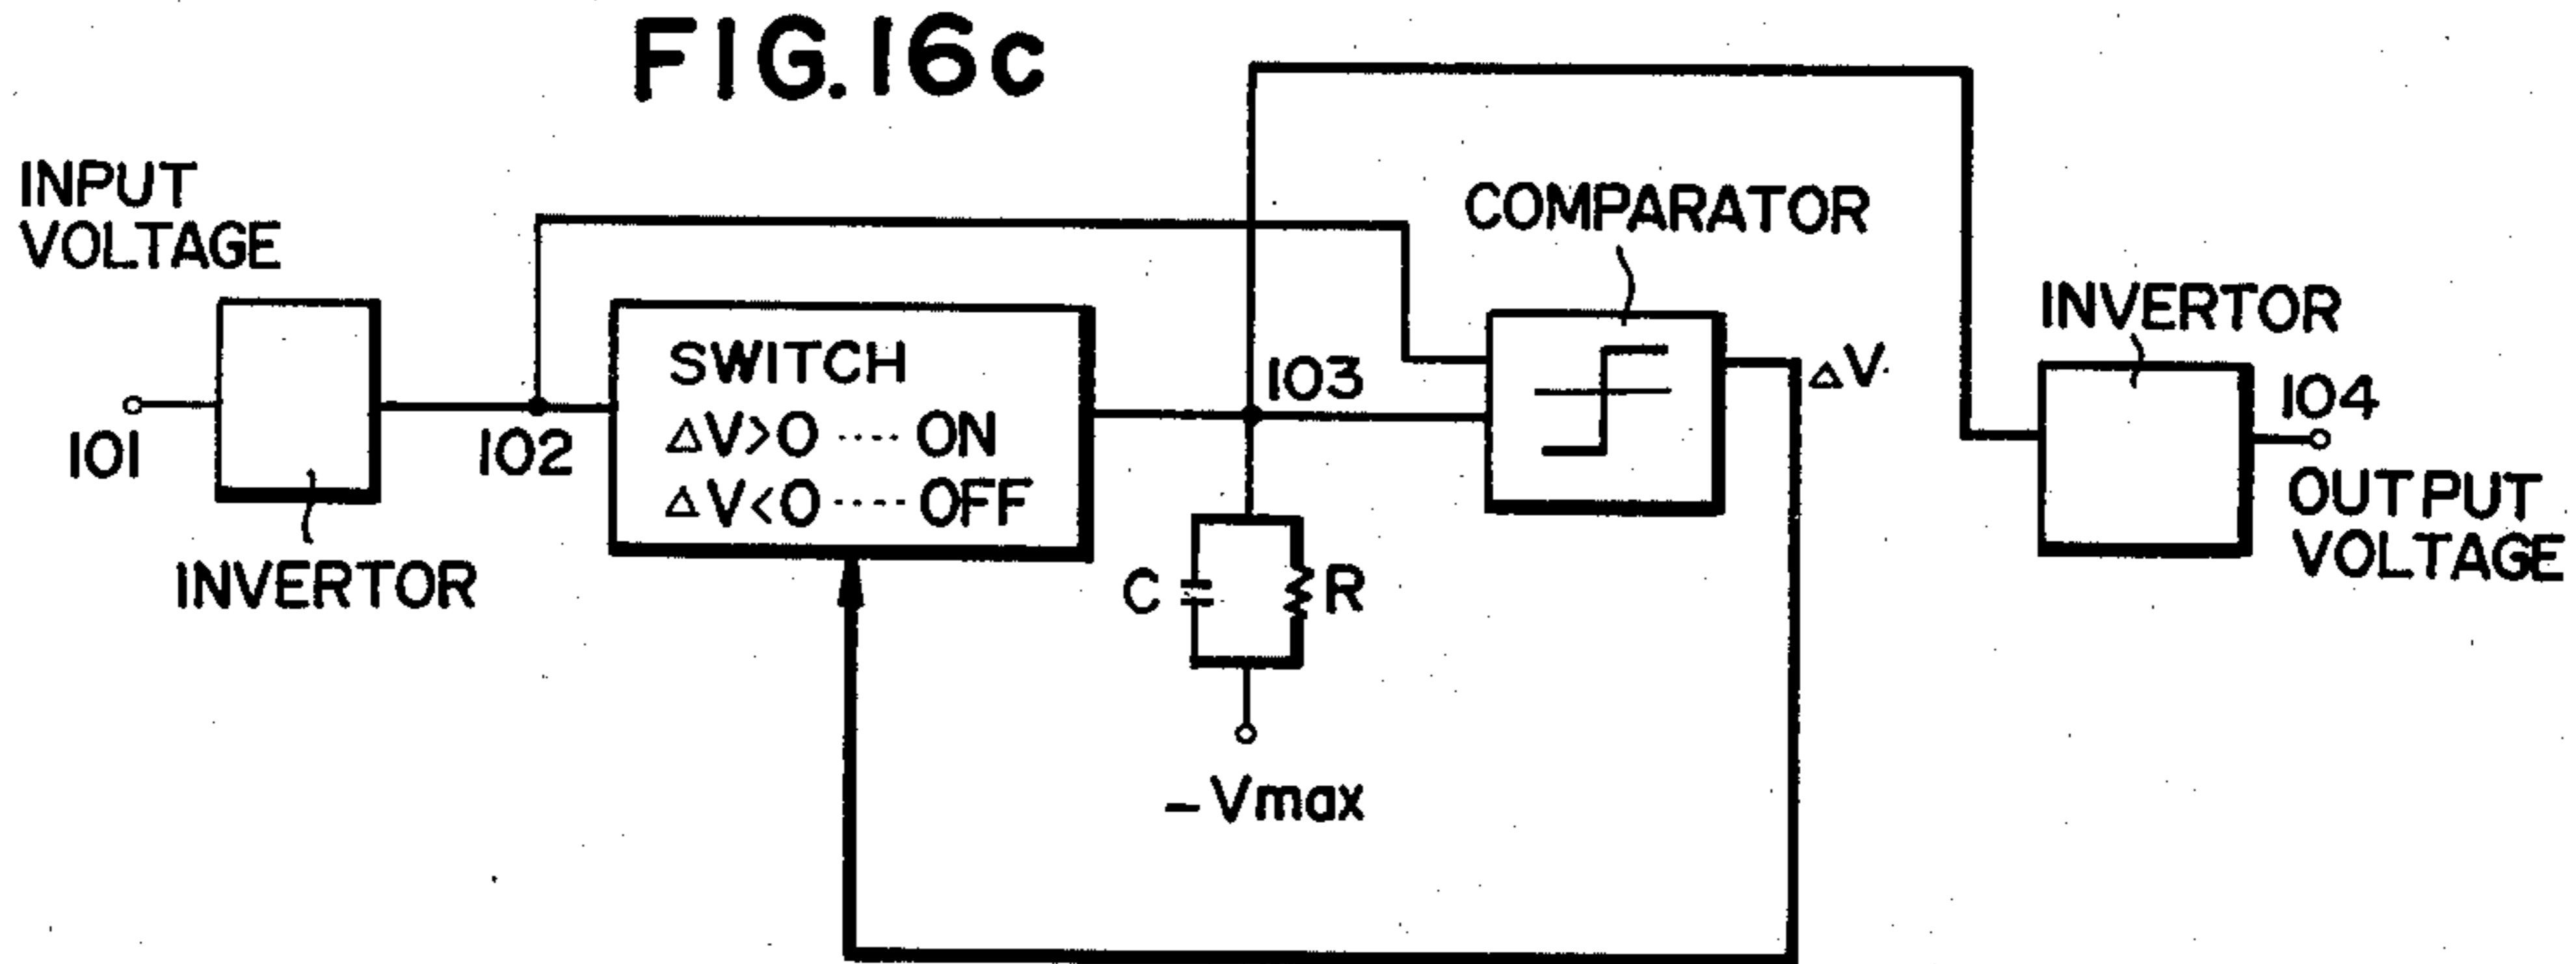 FIG. 16c
INPUT
VOLTAGE
COMPARATOR
INVERTOR
SWITCH
ΔV>0 ···· ON
ΔV<0 ···· OFF
101
102
103
ΔV
104
OUTPUT
VOLTAGE
INVERTOR
C
R
-Vmax